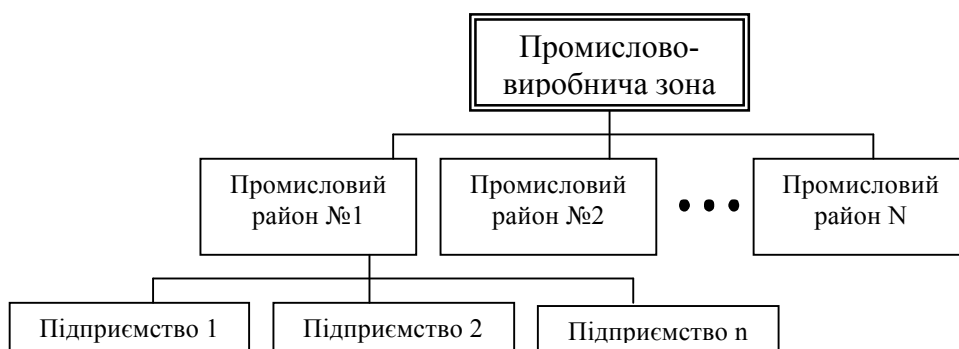 Промислово-
виробнича зона
Промисловий
район №1
Промисловий
район №2
• • •
Промисловий
район N
Підприємство 1
Підприємство 2
Підприємство n